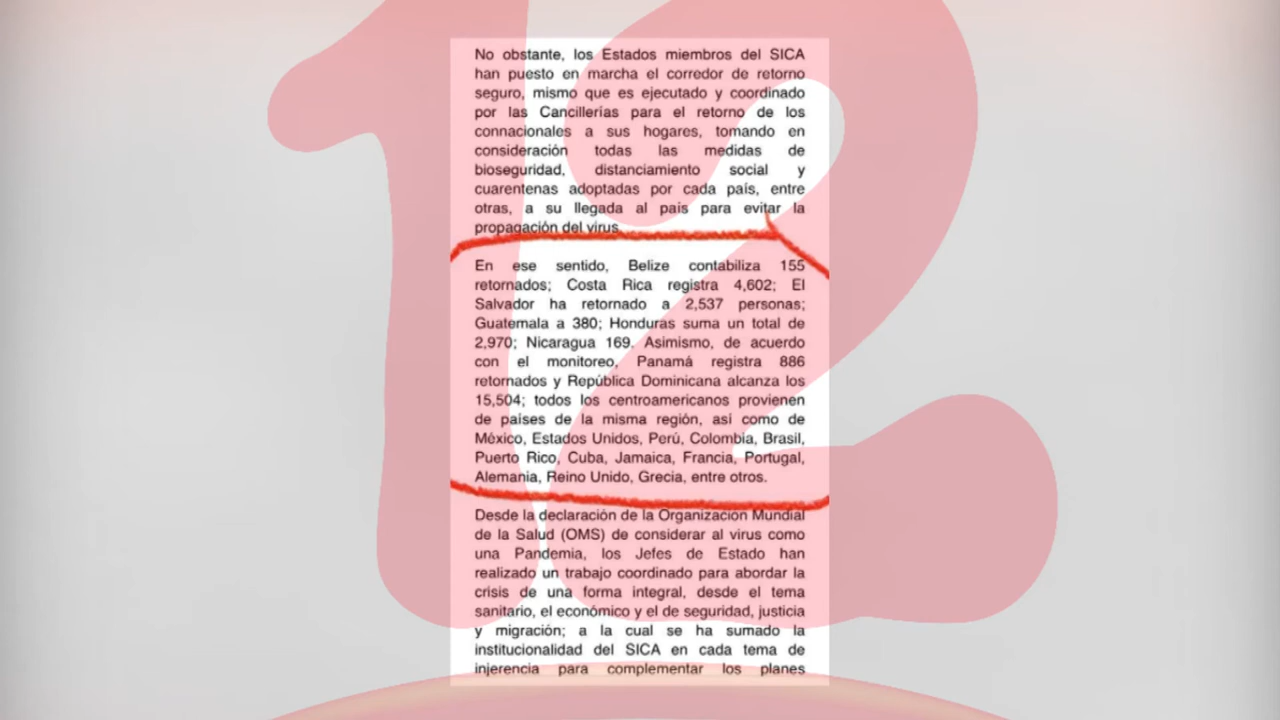 No obstante, los Estados miembros del SICA
han puesto en marcha el corredor de retorno
seguro, mismo que es ejecutado y coordinado
por las Cancillerías para el retorno de los
connacionales a sus hogares, tomando en
consideración todas las medidas de
bioseguridad, distanciamiento social y
cuarentenas adoptadas por cada país, entre
otras, a su llegada al país para evitar la
propagación del virus.
En ese sentido, Belize contabiliza 155
retornados; Costa Rica registra 4,602; El
Salvador ha retornado a 2,537 personas;
Guatemala a 380; Honduras suma un total de
2,970; Nicaragua 169. Asimismo, de acuerdo
con el monitoreo, Panamá registra 886
retornados y República Dominicana alcanza los
15,504; todos los centroamericanos provienen
de países de la misma región, así como de
México, Estados Unidos, Perú, Colombia, Brasil,
Puerto Rico, Cuba, Jamaica, Francia, Portugal,
Alemania, Reino Unido, Grecia, entre otros.
Desde la declaración de la Organización Mundial
de la Salud (OMS) de considerar al virus como
una Pandemia, los Jefes de Estado han
realizado un trabajo coordinado para abordar la
crisis de una forma integral, desde el tema
sanitario, el económico y el de seguridad, justicia
y migración; a la cual se ha sumado la
institucionalidad del SICA en cada tema de
injerencia para complementar los planes
12